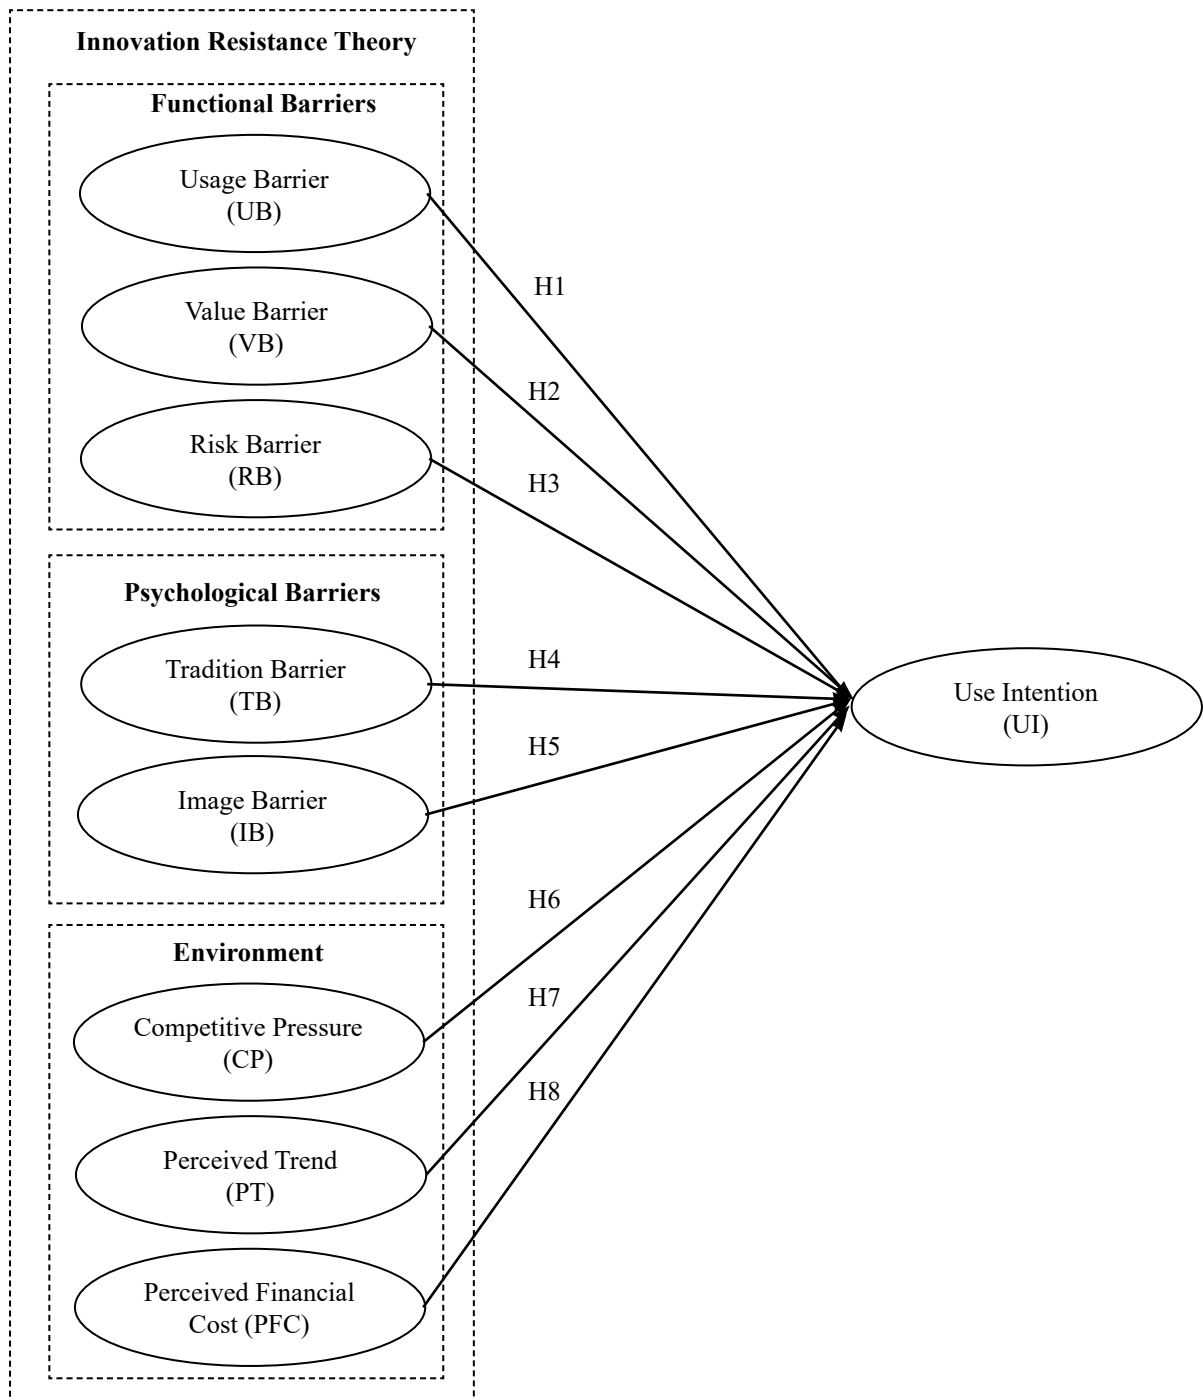 Innovation Resistance Theory
Functional Barriers
Usage Barrier
(UB)
Value Barrier
(VB)
Risk Barrier
(RB)
H1
H2
H3
Psychological Barriers
Tradition Barrier
(TB)
Image Barrier
(IB)
H4
H5
Use Intention
(UI)
Environment
Competitive Pressure
(CP)
Perceived Trend
(PT)
Perceived Financial
Cost (PFC)
H6
H7
H8